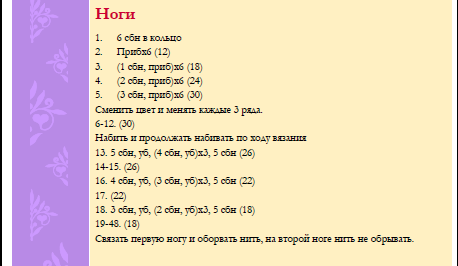 Ноги
1. 6 сбн в кольцо
2. Прибх6 (12)
3. (1 сбн, приб)х6 (18)
4. (2 сбн, приб)х6 (24)
5. (3 сбн, приб)х6 (30)
Сменить цвет и менять каждые 3 ряда.
6-12. (30)
Набить и продолжать набивать по ходу вязания
13. 5 сбн, уб, (4 сбн, уб)х3, 5 сбн (26)
14-15. (26)
16. 4 сбн, уб, (3 сбн, уб)х3, 5 сбн (22)
17. (22)
18. 3 сбн, уб, (2 сбн, уб)х3, 5 сбн (18)
19-48. (18)
Связать первую ногу и оборвать нить, на второй ноге нить не обрывать.